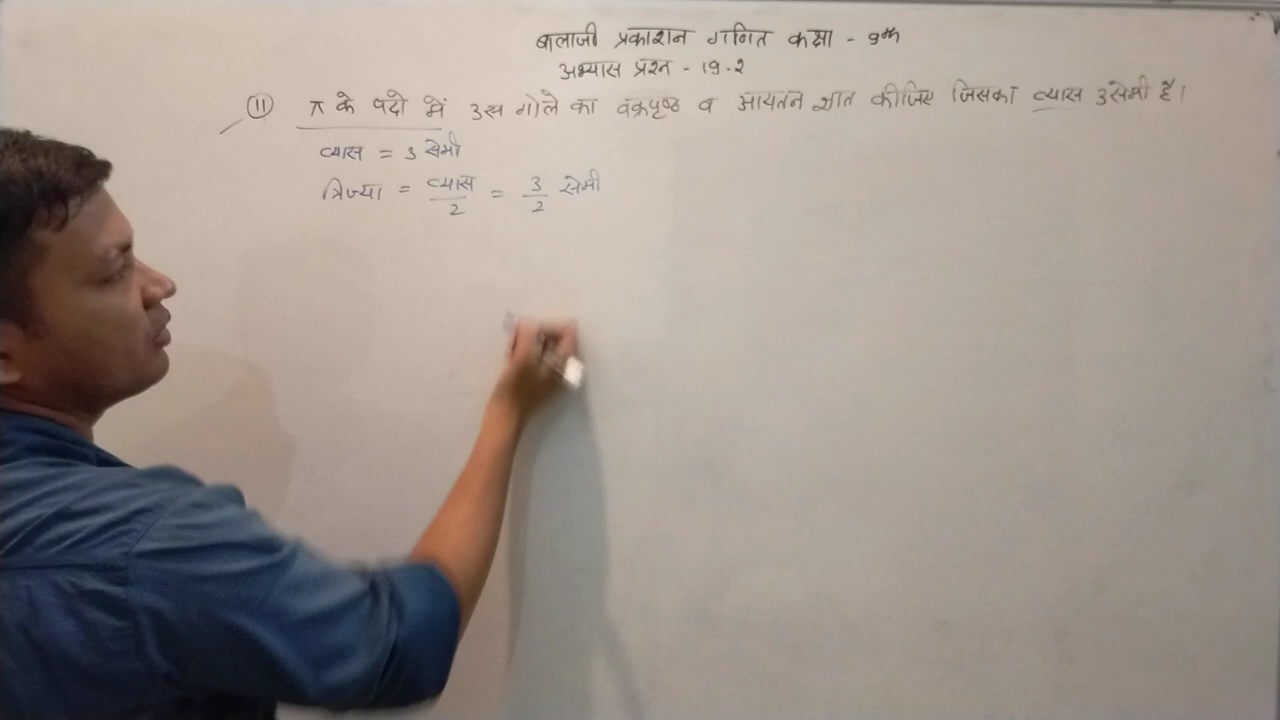 बालाजी प्रकाशन गणित कक्षा - 9th
अभ्यास प्रश्न - 19.2
(11) π के पदो में उस गोले का वक्रपृष्ठ व आयतन ज्ञात कीजिए जिसका व्यास 3 सेमी है।
व्यास = 3 सेमी
त्रिज्या = व्यास/2 = 3/2 सेमी